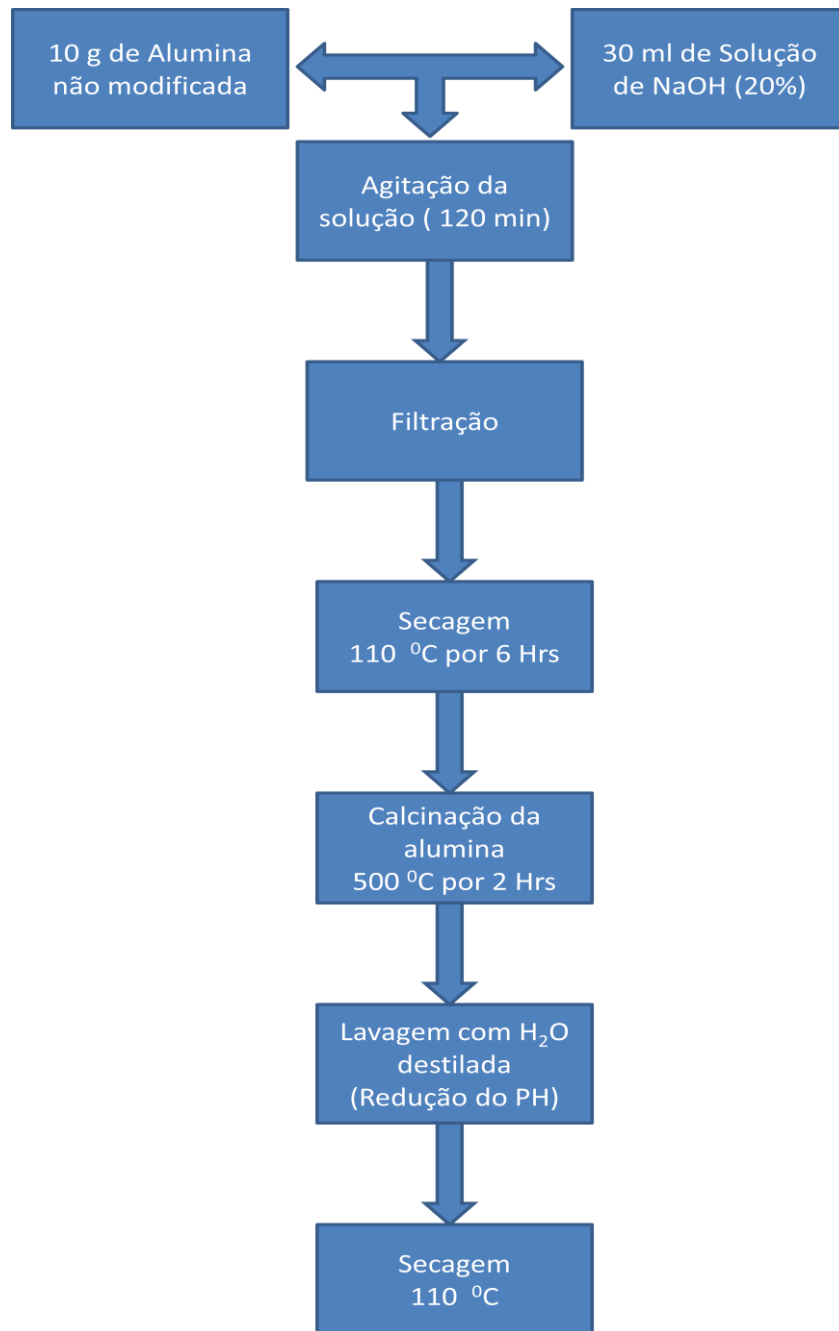 10 g de Alumina
não modificada
30 ml de Solução
de NaOH (20%)
Agitação da
solução ( 120 min)
Filtração
Secagem
110 ⁰C por 6 Hrs
Calcinação da
alumina
500 ⁰C por 2 Hrs
Lavagem com H₂O
destilada
(Redução do PH)
Secagem
110 ⁰C